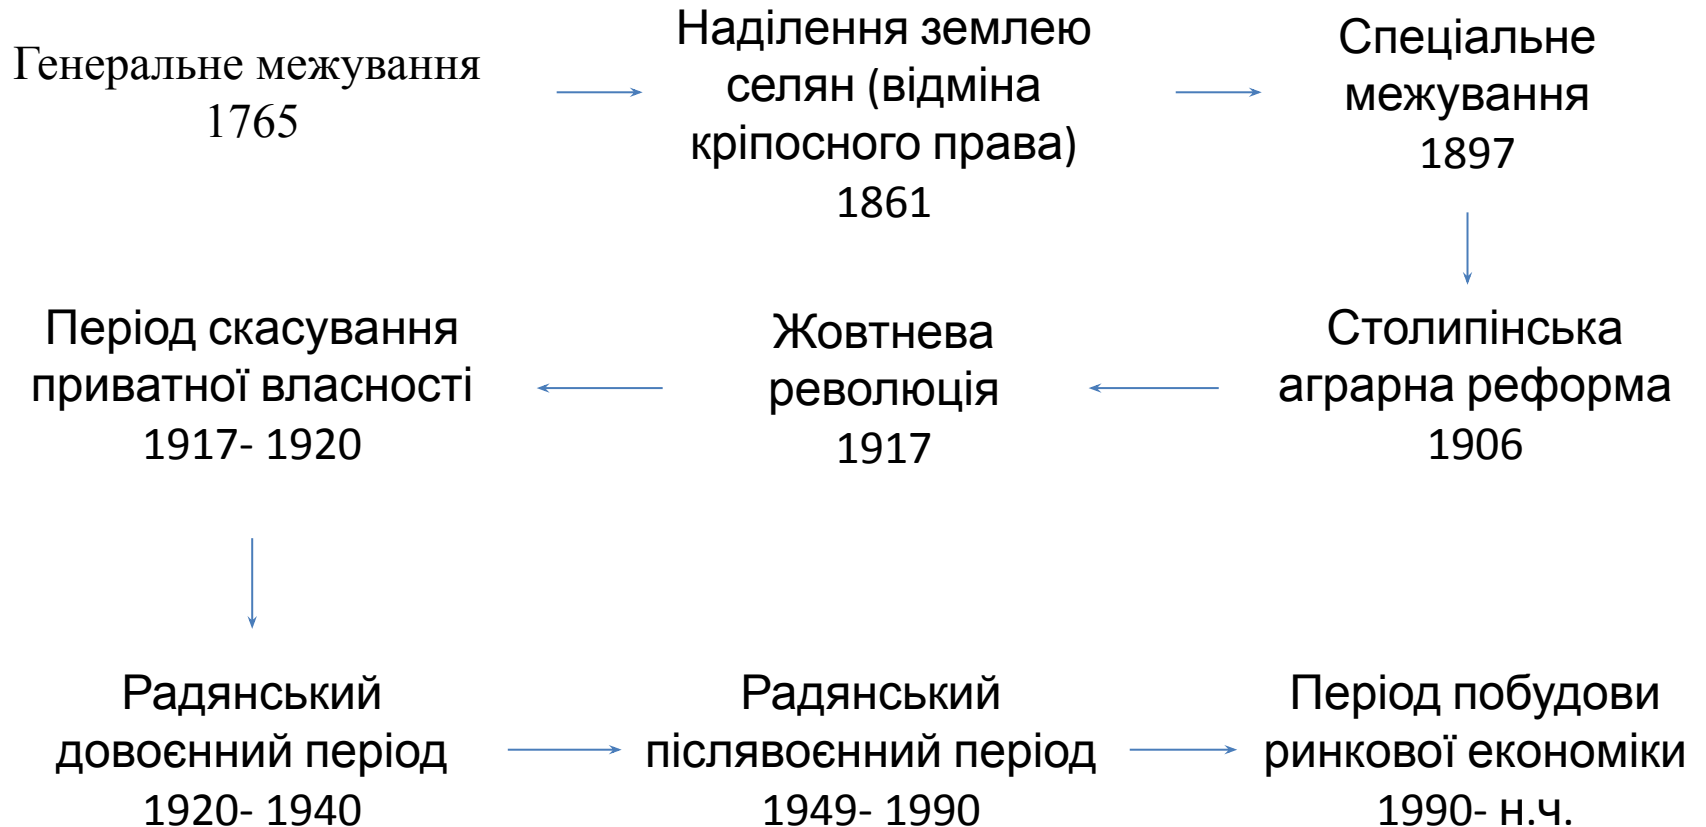 Генеральне межування
1765
Наділення землею
селян (відміна
кріпосного права)
1861
Спеціальне
межування
1897
Столипінська
аграрна реформа
1906
Жовтнева
революція
1917
Період скасування
приватної власності
1917- 1920
Радянський
довоєнний період
1920- 1940
Радянський
післявоєнний період
1949- 1990
Період побудови
ринкової економіки
1990- н.ч.